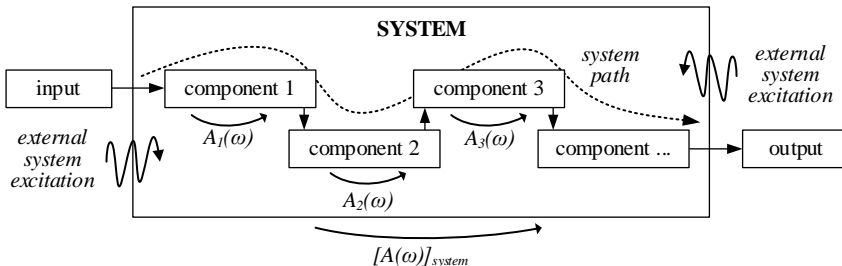 SYSTEM
input
component 1
component 3
system
path
external
system
excitation
external
system
excitation
A1(ω)
component 2
A3(ω)
component ...
output
A2(ω)
[A(ω)]system